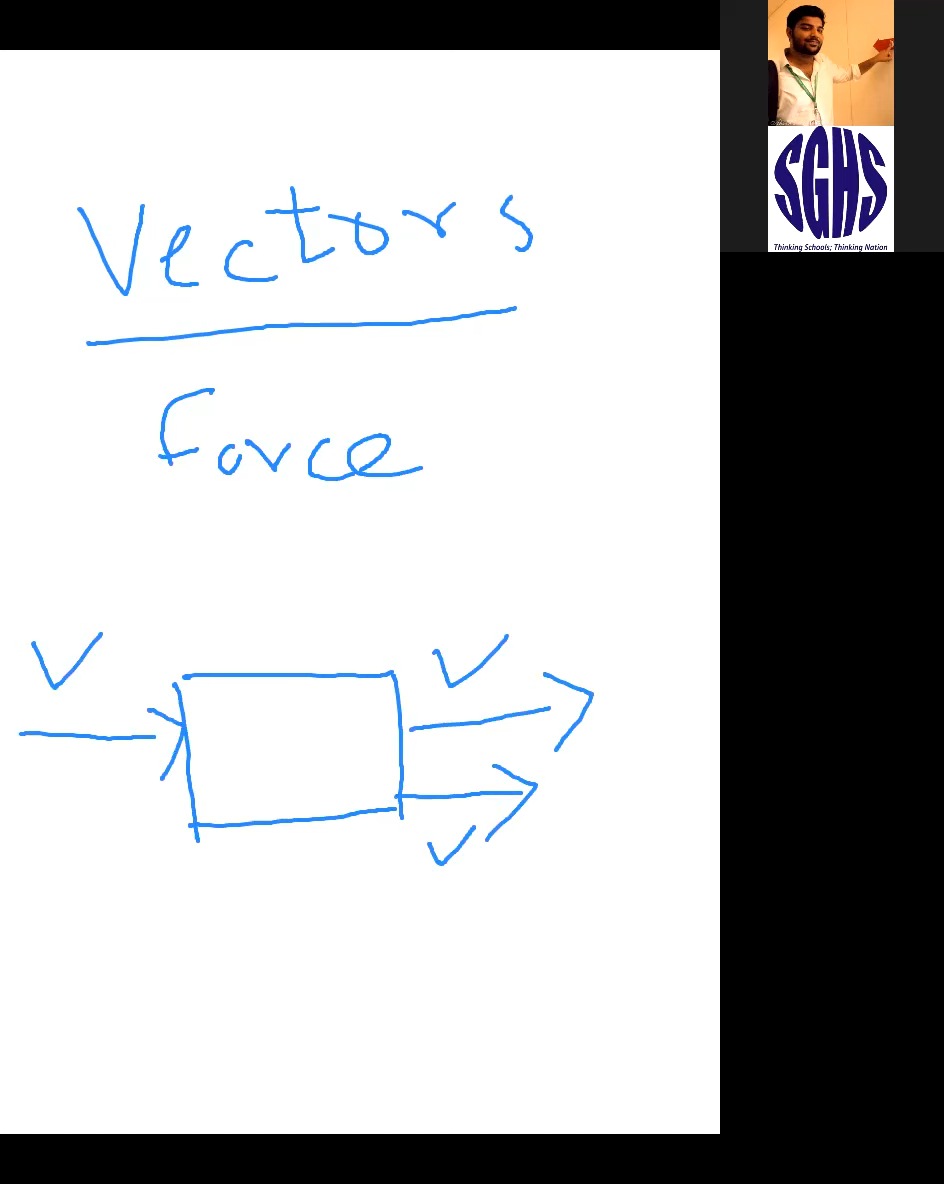 SGHS
Thinking Schools; Thinking Nation
Vectors
Force
V V
V